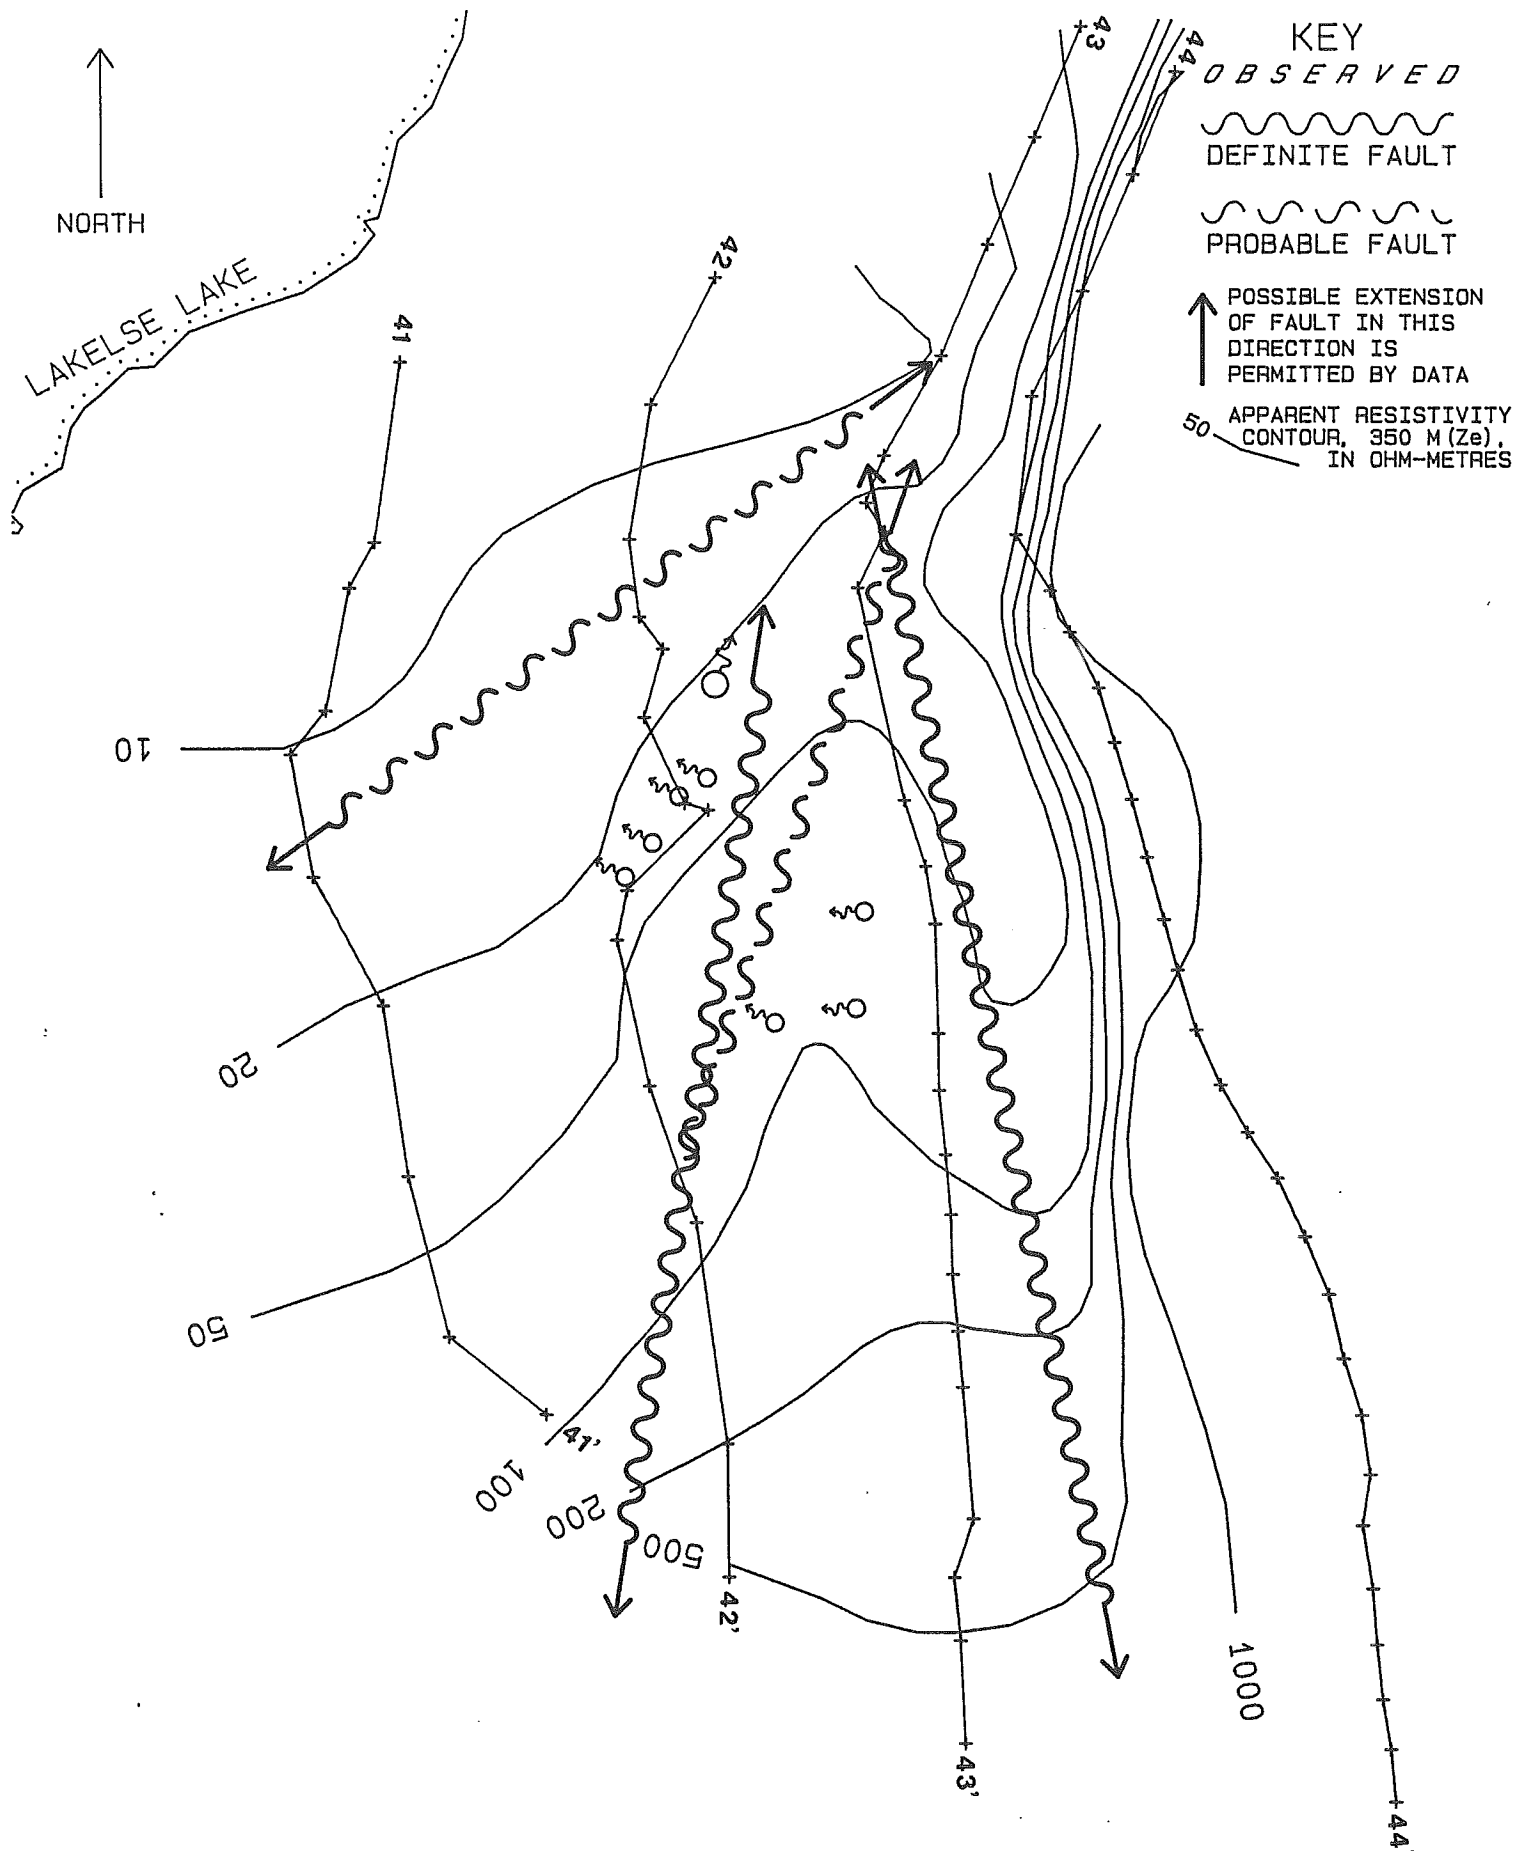 KEY
OBSERVED
DEFINITE FAULT
PROBABLE FAULT
POSSIBLE EXTENSION
OF FAULT IN THIS
DIRECTION IS
PERMITTED BY DATA
50
APPARENT RESISTIVITY
CONTOUR, 350 M(Ze),
IN OHM-METRES
NORTH
LAKELSE LAKE
41
42
43
44
10
20
50
100
200
500
1000
41'
42'
43'
44